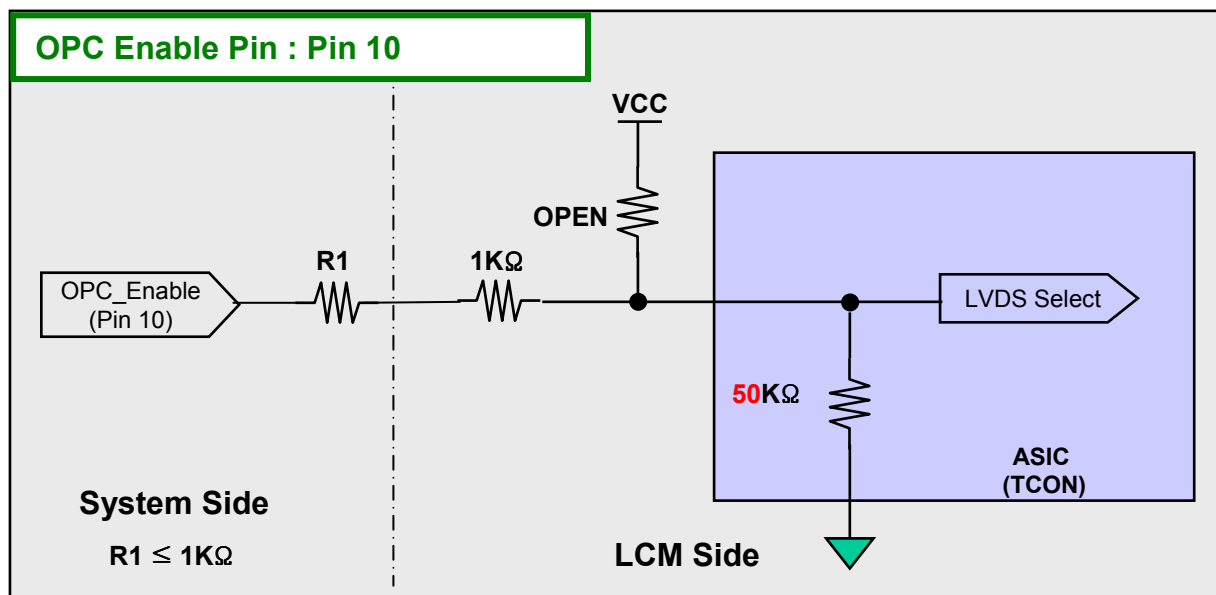 OPC Enable Pin : Pin 10
VCC
OPEN
R1
1KΩ
OPC_Enable
(Pin 10)
LVDS Select
50KΩ
ASIC
(TCON)
System Side
R1 ≦ 1KΩ
LCM Side